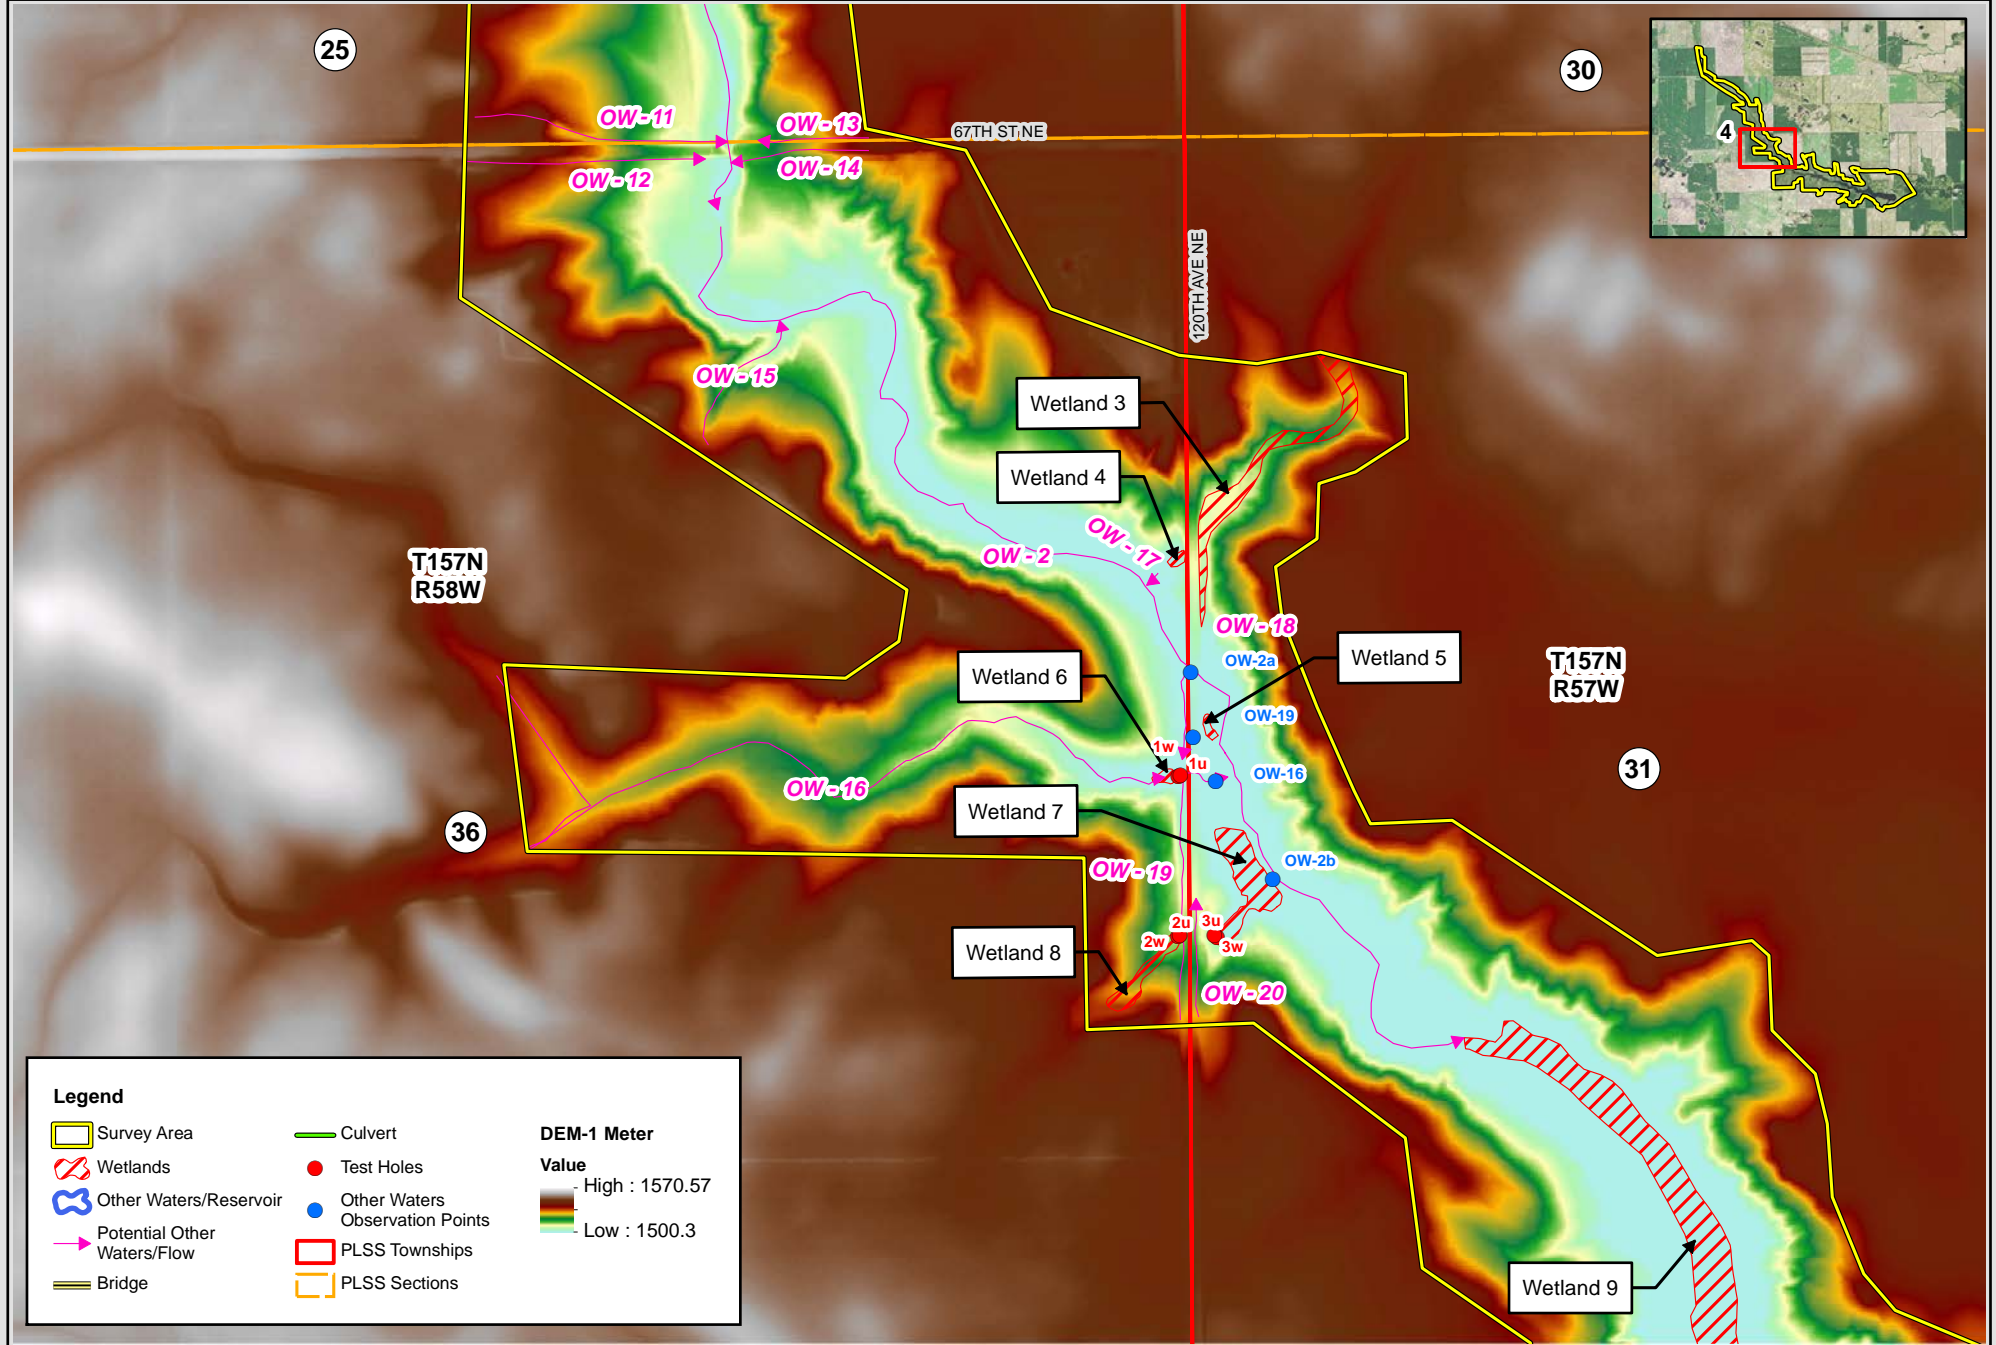 25
30
4
OW - 11
OW - 13
67TH ST NE
OW - 12
OW - 14
120TH AVE NE
OW - 15
Wetland 3
Wetland 4
OW - 17
OW - 2
T157N
R58W
OW - 18
Wetland 5
OW-2a
T157N
R57W
Wetland 6
OW-19
1w
1u
OW-16
31
OW - 16
Wetland 7
36
OW-2b
OW - 19
2u
3u
2w
3w
Wetland 8
OW - 20
Wetland 9
Legend
Survey Area
Wetlands
Other Waters/Reservoir
Potential Other
Waters/Flow
Bridge
Culvert
Test Holes
Other Waters
Observation Points
PLSS Townships
PLSS Sections
DEM-1 Meter
Value
High : 1570.57
Low : 1500.3